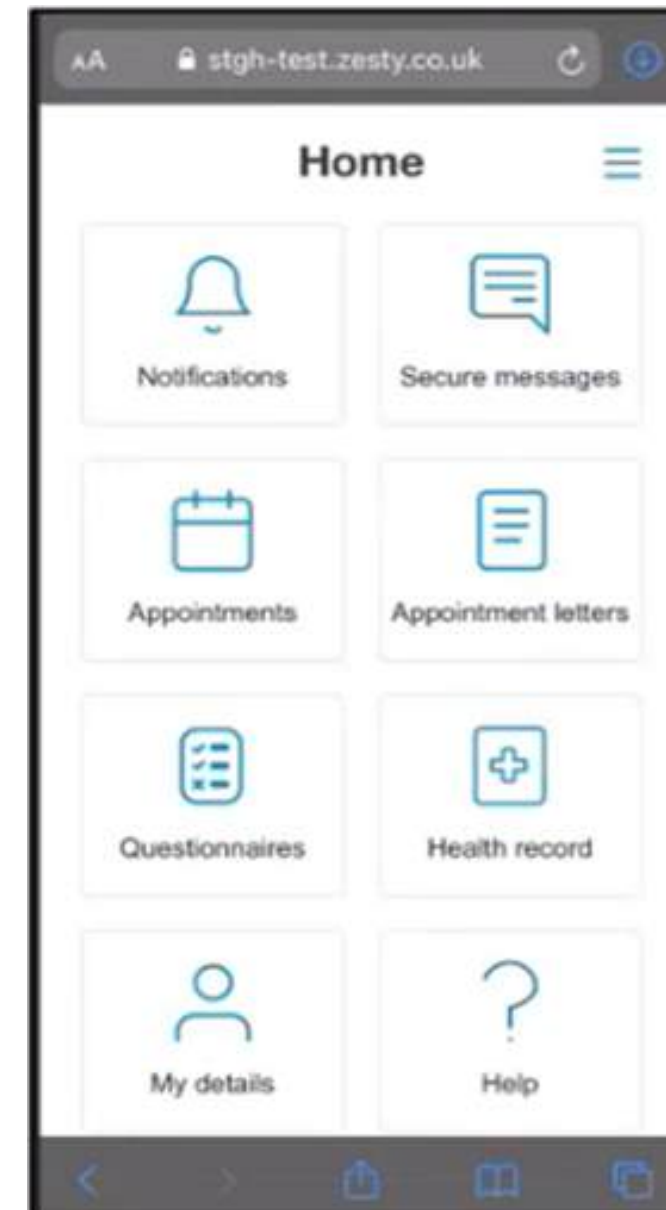 AA stgh-test.zesty.co.uk
Home
Notifications Secure messages
Appointments Appointment letters
Questionnaires Health record
My details Help